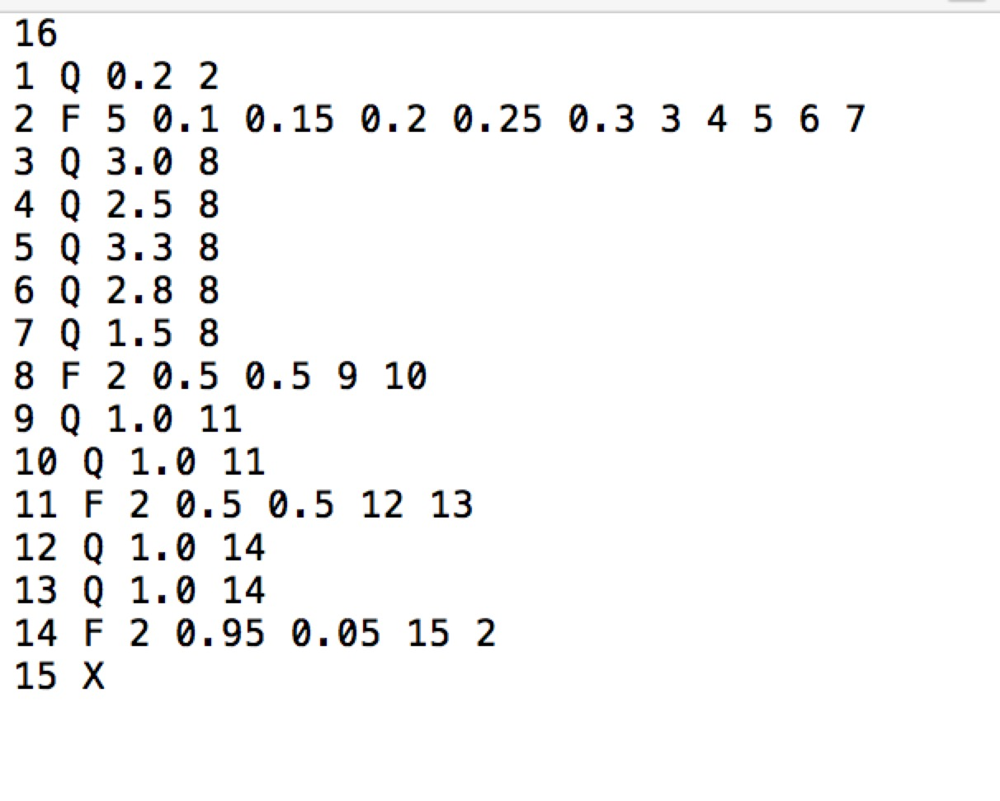 16
1 Q 0.2 2
2 F 5 0.1 0.15 0.2 0.25 0.3 3 4 5 6 7
3 Q 3.0 8
4 Q 2.5 8
5 Q 3.3 8
6 Q 2.8 8
7 Q 1.5 8
8 F 2 0.5 0.5 9 10
9 Q 1.0 11
10 Q 1.0 11
11 F 2 0.5 0.5 12 13
12 Q 1.0 14
13 Q 1.0 14
14 F 2 0.95 0.05 15 2
15 X